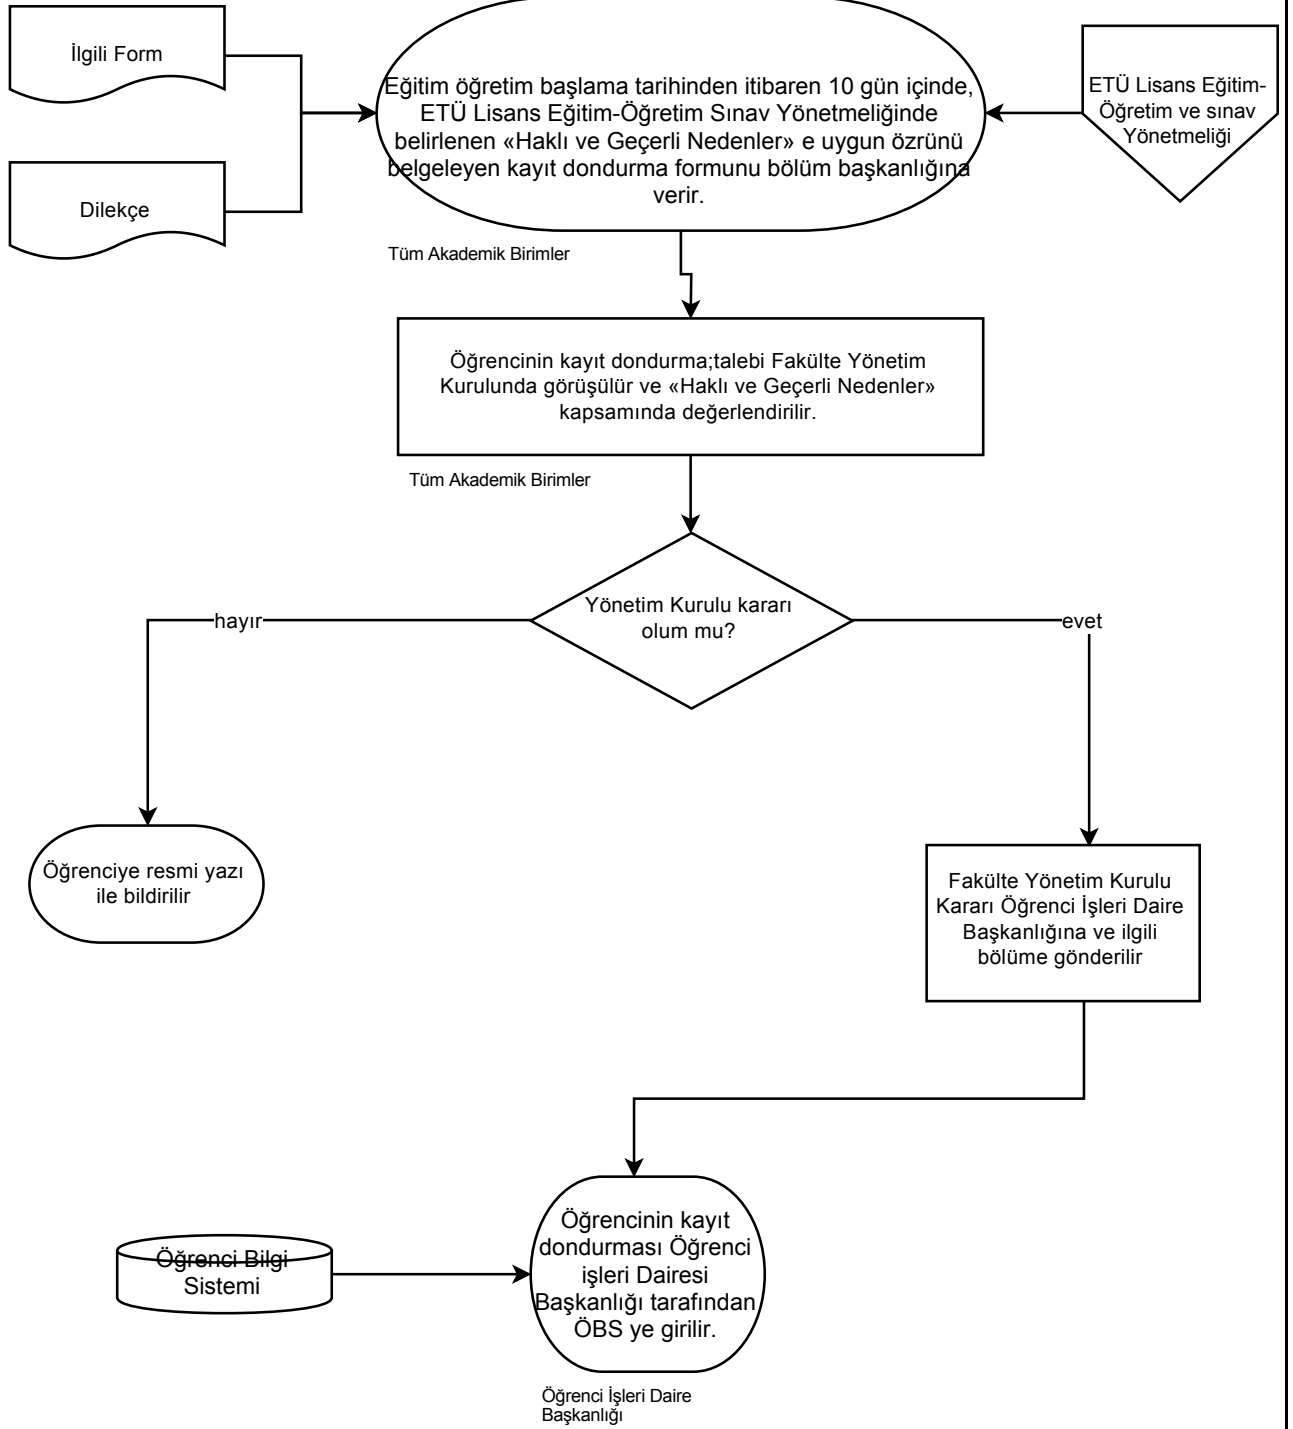 İlgili Form
Eğitim öğretim başlama tarihinden itibaren 10 gün içinde,
ETÜ Lisans Eğitim-Öğretim Sınav Yönetmeliğinde
belirlenen «Haklı ve Geçerli Nedenler» e uygun özrünü
belgeleyen kayıt dondurma formunu bölüm başkanlığına
verir.
ETÜ Lisans Eğitim-
Öğretim ve sınav
Yönetmeliği
Dilekçe
Tüm Akademik Birimler
Öğrencinin kayıt dondurma;talebi Fakülte Yönetim
Kurulunda görüşülür ve «Haklı ve Geçerli Nedenler»
kapsamında değerlendirilir.
Tüm Akademik Birimler
Yönetim Kurulu kararı
olum mu?
hayır
evet
Öğrenciye resmi yazı
ile bildirilir
Fakülte Yönetim Kurulu
Kararı Öğrenci İşleri Daire
Başkanlığına ve ilgili
bölüme gönderilir
Öğrenci Bilgi
Sistemi
Öğrencinin kayıt
dondurması Öğrenci
işleri Dairesi
Başkanlığı tarafından
ÖBS ye girilir.
Öğrenci İşleri Daire
Başkanlığı